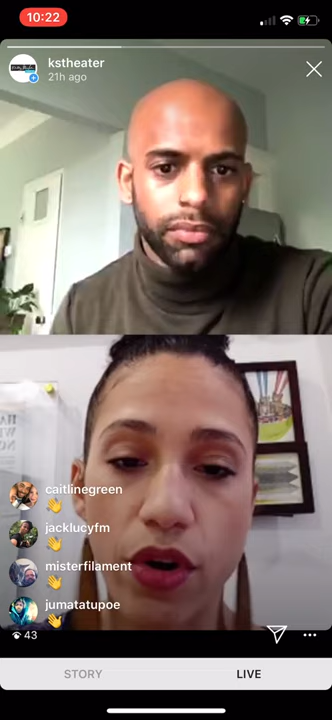 10:22
kstheater
21h ago
caitlinegreen
👋
jacklucyfm
👋
misterfilament
👋
jumatatupoe
👋
43
STORY
LIVE